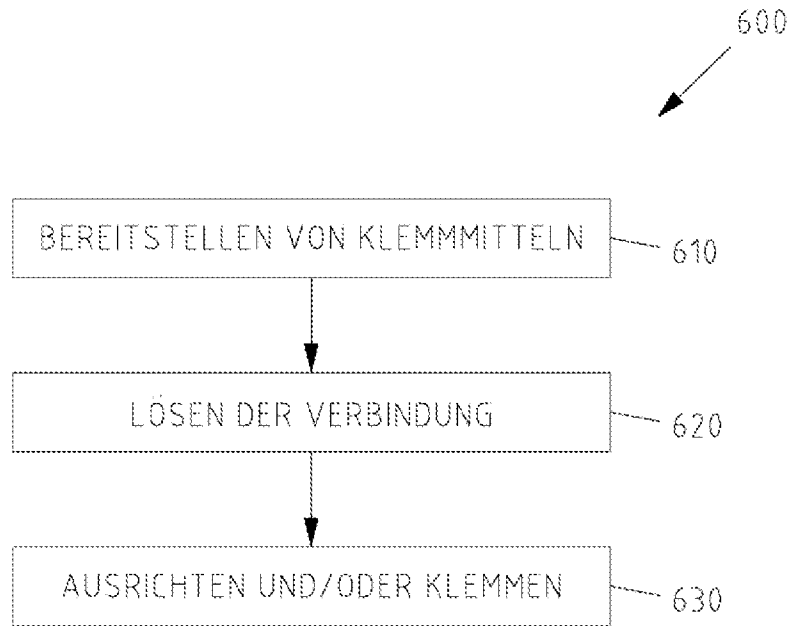 600
BEREITSTELLEN VON KLEMMMITTELN
610
LÖSEN DER VERBINDUNG
620
AUSRICHTEN UND/ODER KLEMMEN
630